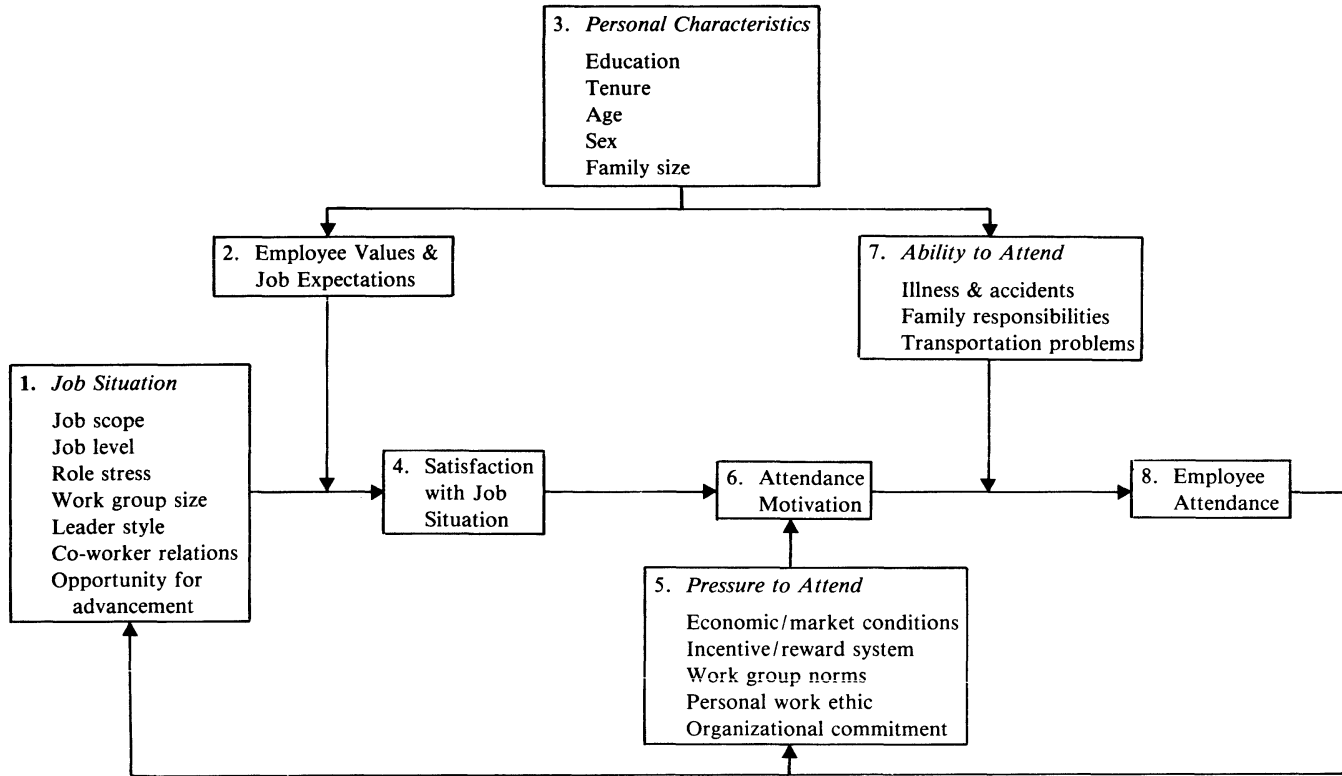 3. Personal Characteristics
Education
Tenure
Age
Sex
Family size
2. Employee Values &
Job Expectations
7. Ability to Attend
Illness & accidents
Family responsibilities
Transportation problems
1. Job Situation
Job scope
Job level
Role stress
Work group size
Leader style
Co-worker relations
Opportunity for
advancement
4. Satisfaction
with Job
Situation
6. Attendance
Motivation
8. Employee
Attendance
5. Pressure to Attend
Economic/market conditions
Incentive/reward system
Work group norms
Personal work ethic
Organizational commitment